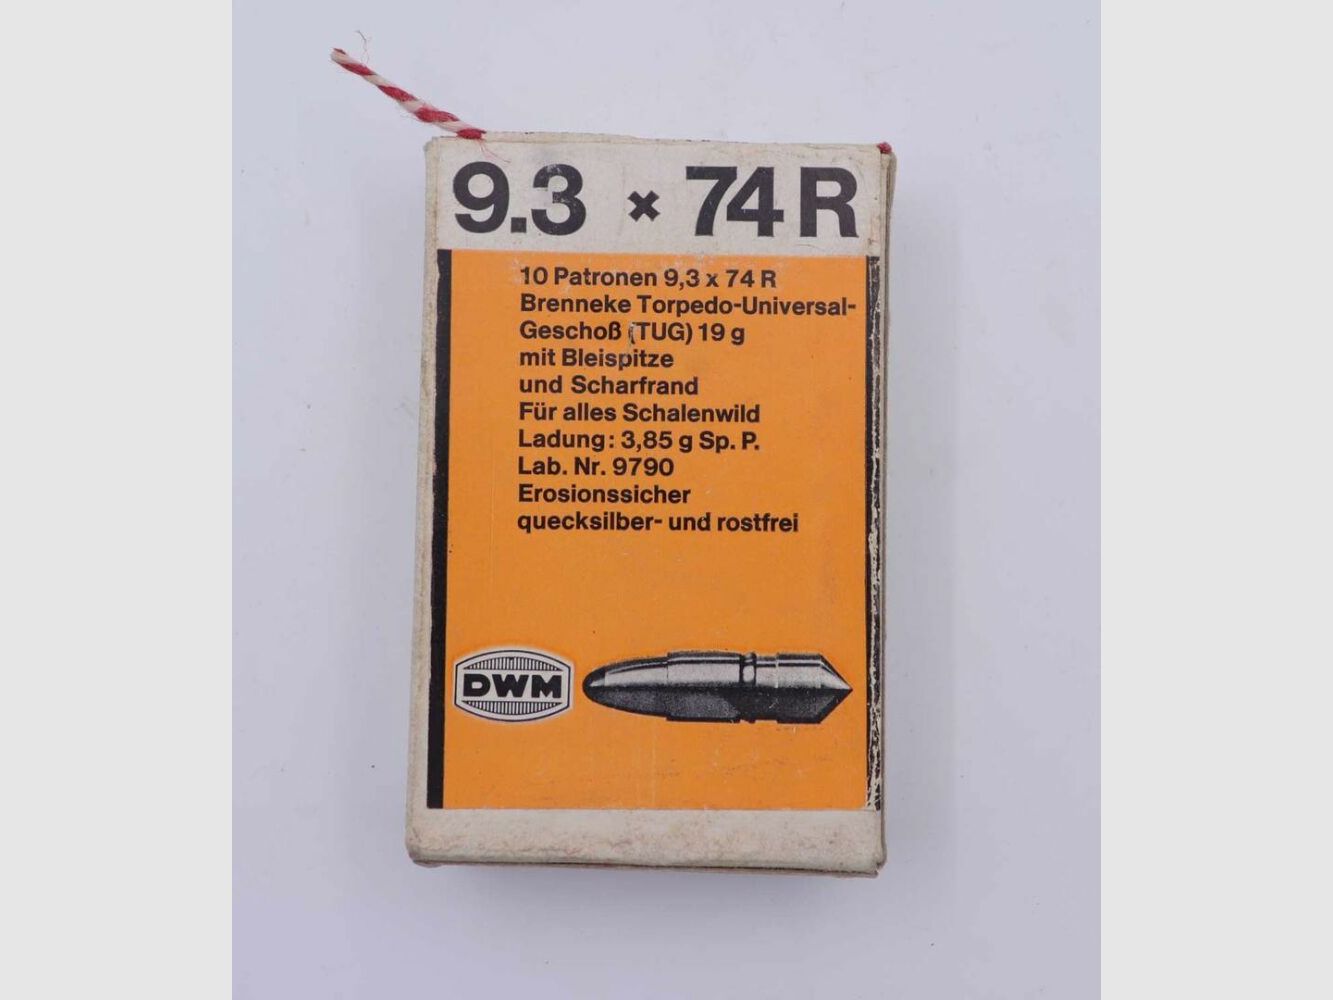 9.3 x 74 R
10 Patronen 9,3 x 74 R
Brenneke Torpedo-Universal-
Geschoß (TUG) 19 g
mit Bleispitze
und Scharfrand
Für alles Schalenwild
Ladung: 3,85 g Sp. P.
Lab. Nr. 9790
Erosionssicher
quecksilber- und rostfrei
DWM